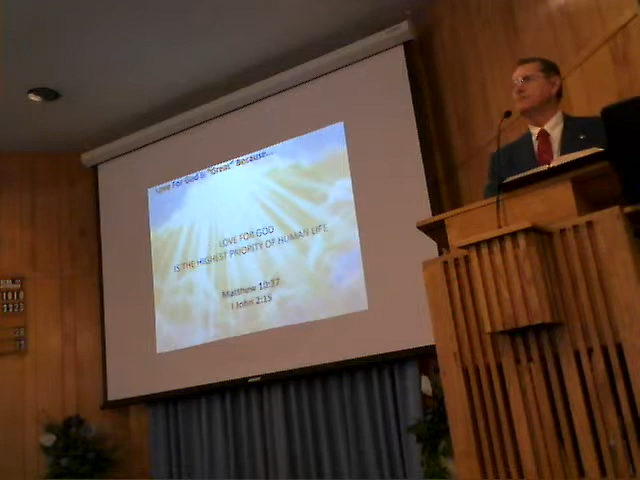 Love For God is "Great" Because...
LOVE FOR GOD
IS THE HIGHEST PRIORITY OF HUMAN LIFE
Matthew 10:37
I John 2:15